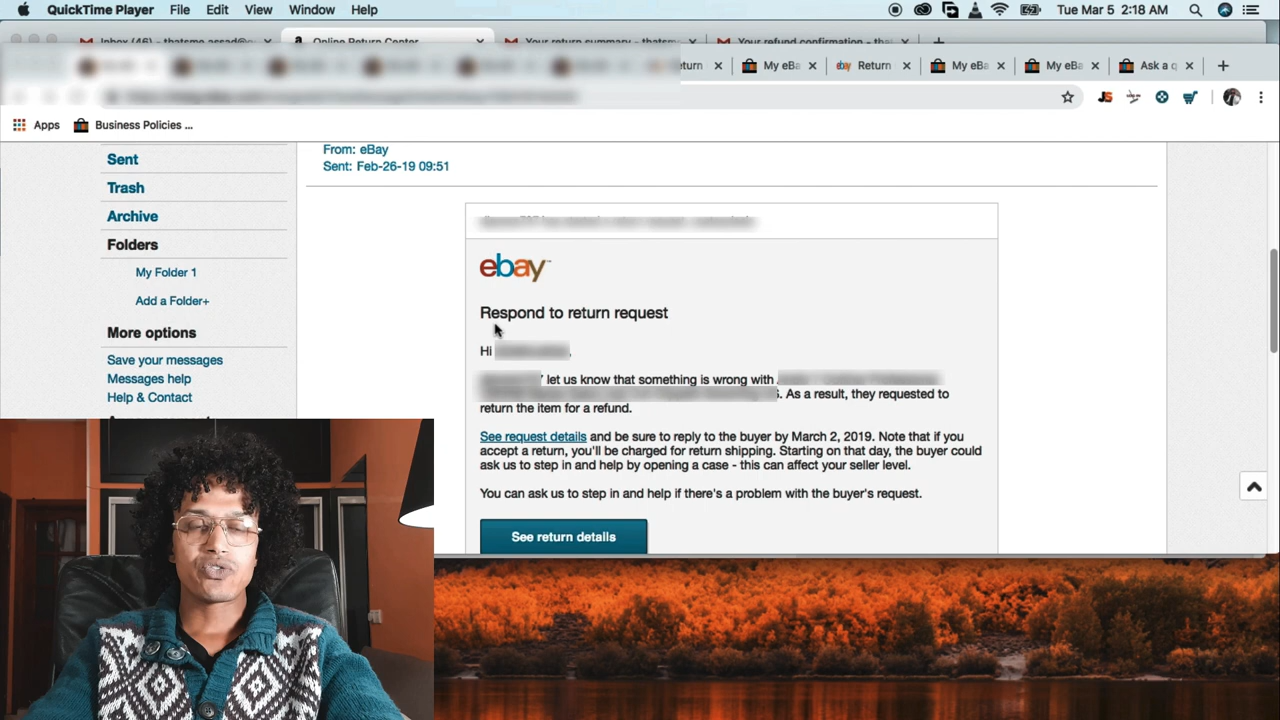 QuickTime Player File Edit View Window Help Tue Mar 5 2:18 AM
Inbox (46) - thatsme.assad@ Online Return Center Your return summary - thatsm Your refund confirmation - that
My eBa ebay Return My eBa My eBa Ask a q
Apps Business Policies ...
Sent
Trash
Archive
Folders
My Folder 1
Add a Folder+
More options
Save your messages
Messages help
Help & Contact
From: eBay
Sent: Feb-26-19 09:51
ebay
Respond to return request
Hi
let us know that something is wrong with
. As a result, they requested to
return the item for a refund.
See request details and be sure to reply to the buyer by March 2, 2019. Note that if you
accept a return, you'll be charged for return shipping. Starting on that day, the buyer could
ask us to step in and help by opening a case - this can affect your seller level.
You can ask us to step in and help if there's a problem with the buyer's request.
See return details